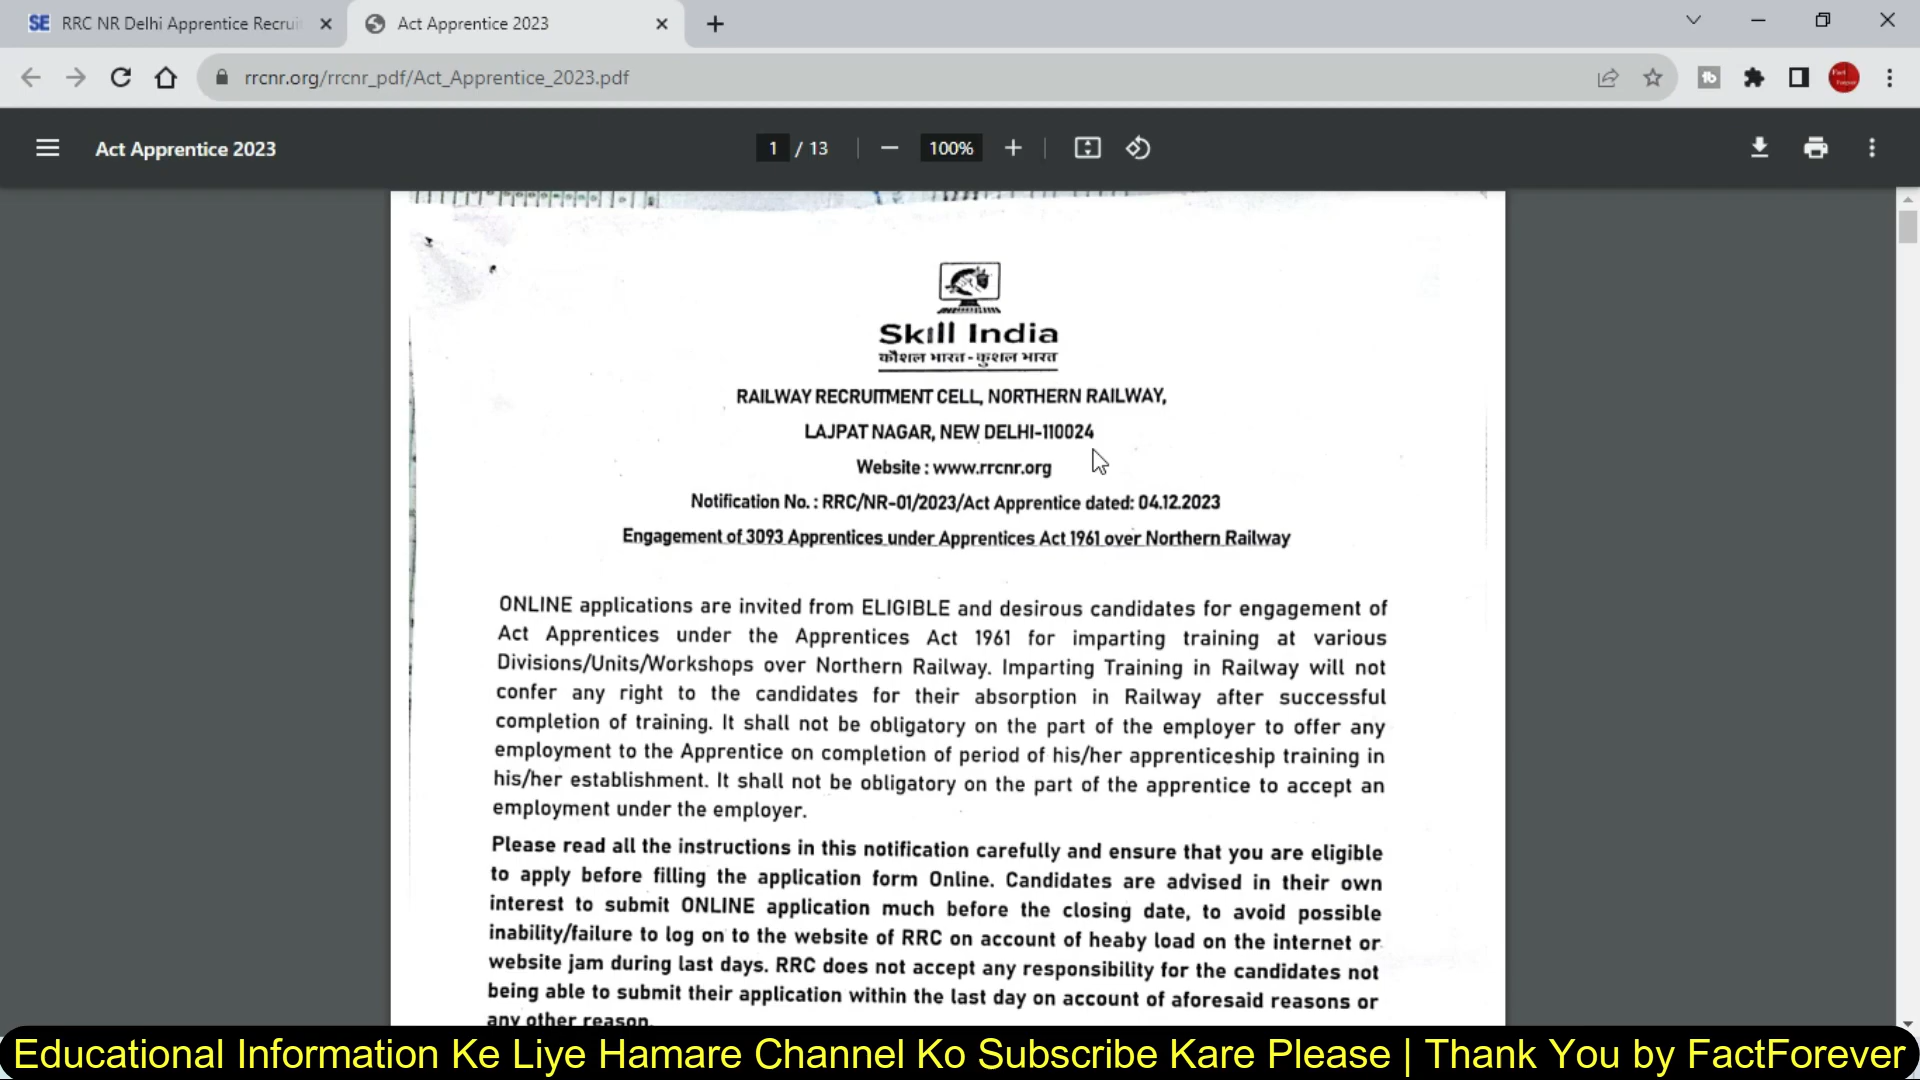 SE RRC NR Delhi Apprentice Recrui
Act Apprentice 2023
rrcnr.org/rrcnr_pdf/Act_Apprentice_2023.pdf
Act Apprentice 2023
1 / 13
100%
Skill India
कौशल भारत - कुशल भारत
RAILWAY RECRUITMENT CELL, NORTHERN RAILWAY,
LAJPAT NAGAR, NEW DELHI-110024
Website : www.rrcnr.org
Notification No. : RRC/NR-01/2023/Act Apprentice dated: 04.12.2023
Engagement of 3093 Apprentices under Apprentices Act 1961 over Northern Railway
ONLINE applications are invited from ELIGIBLE and desirous candidates for engagement of
Act Apprentices under the Apprentices Act 1961 for imparting training at various
Divisions/Units/Workshops over Northern Railway. Imparting Training in Railway will not
confer any right to the candidates for their absorption in Railway after successful
completion of training. It shall not be obligatory on the part of the employer to offer any
employment to the Apprentice on completion of period of his/her apprenticeship training in
his/her establishment. It shall not be obligatory on the part of the apprentice to accept an
employment under the employer.
Please read all the instructions in this notification carefully and ensure that you are eligible
to apply before filling the application form Online. Candidates are advised in their own
interest to submit ONLINE application much before the closing date, to avoid possible
inability/failure to log on to the website of RRC on account of heaby load on the internet or
website jam during last days. RRC does not accept any responsibility for the candidates not
being able to submit their application within the last day on account of aforesaid reasons or
any other reason.
Educational Information Ke Liye Hamare Channel Ko Subscribe Kare Please | Thank You by FactForever